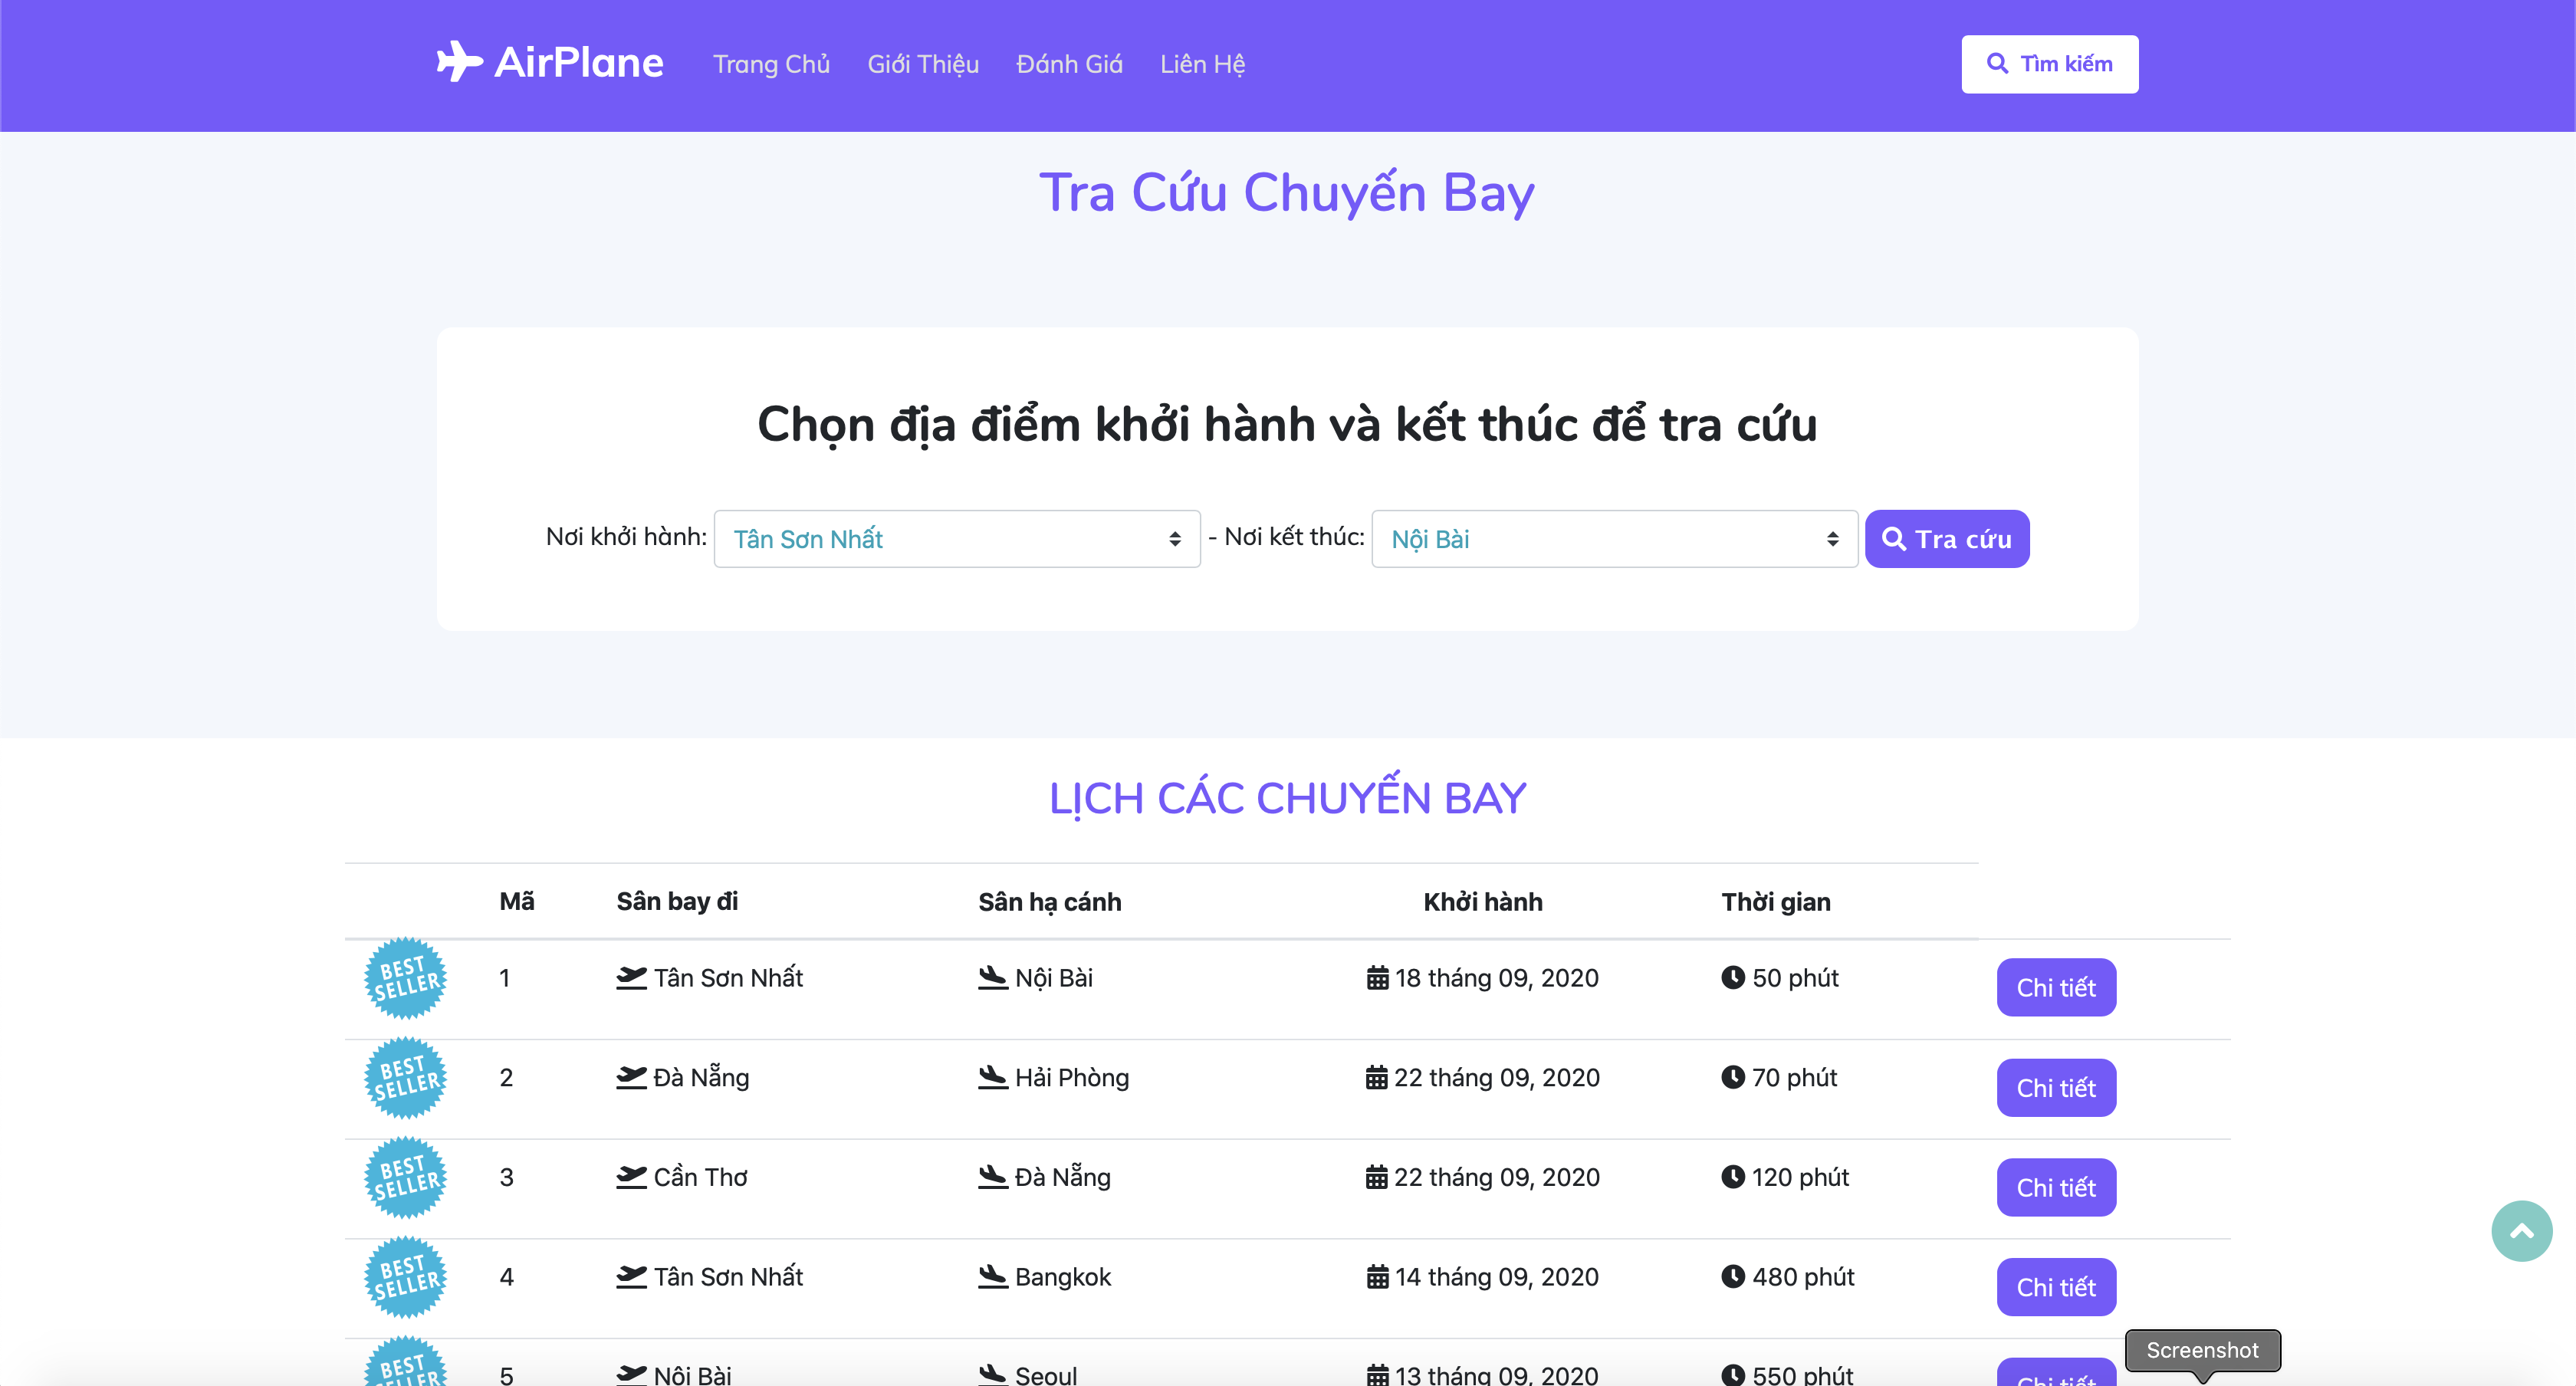 AirPlane Trang Chủ Giới Thiệu Đánh Giá Liên Hệ Tìm kiếm
Tra Cứu Chuyến Bay
Chọn địa điểm khởi hành và kết thúc để tra cứu
Nơi khởi hành: Tân Sơn Nhất - Nơi kết thúc: Nội Bài Tra cứu
LỊCH CÁC CHUYẾN BAY
Mã Sân bay đi Sân hạ cánh Khởi hành Thời gian
BEST SELLER 1 Tân Sơn Nhất Nội Bài 18 tháng 09, 2020 50 phút Chi tiết
BEST SELLER 2 Đà Nẵng Hải Phòng 22 tháng 09, 2020 70 phút Chi tiết
BEST SELLER 3 Cần Thơ Đà Nẵng 22 tháng 09, 2020 120 phút Chi tiết
BEST SELLER 4 Tân Sơn Nhất Bangkok 14 tháng 09, 2020 480 phút Chi tiết
BEST SELLER 5 Nội Bài Seoul 13 tháng 09, 2020 550 phút Chi tiết
Screenshot